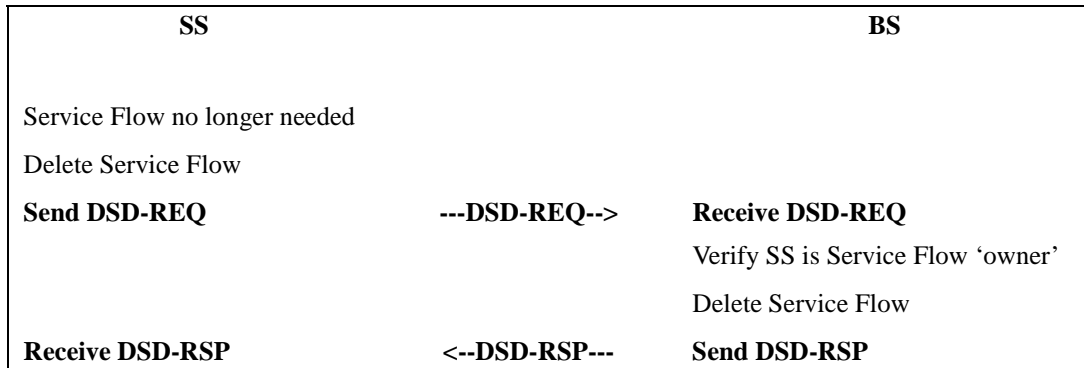 SS BS
Service Flow no longer needed
Delete Service Flow
Send DSD-REQ ---DSD-REQ--> Receive DSD-REQ
Verify SS is Service Flow ‘owner’
Delete Service Flow
Receive DSD-RSP <--DSD-RSP--- Send DSD-RSP